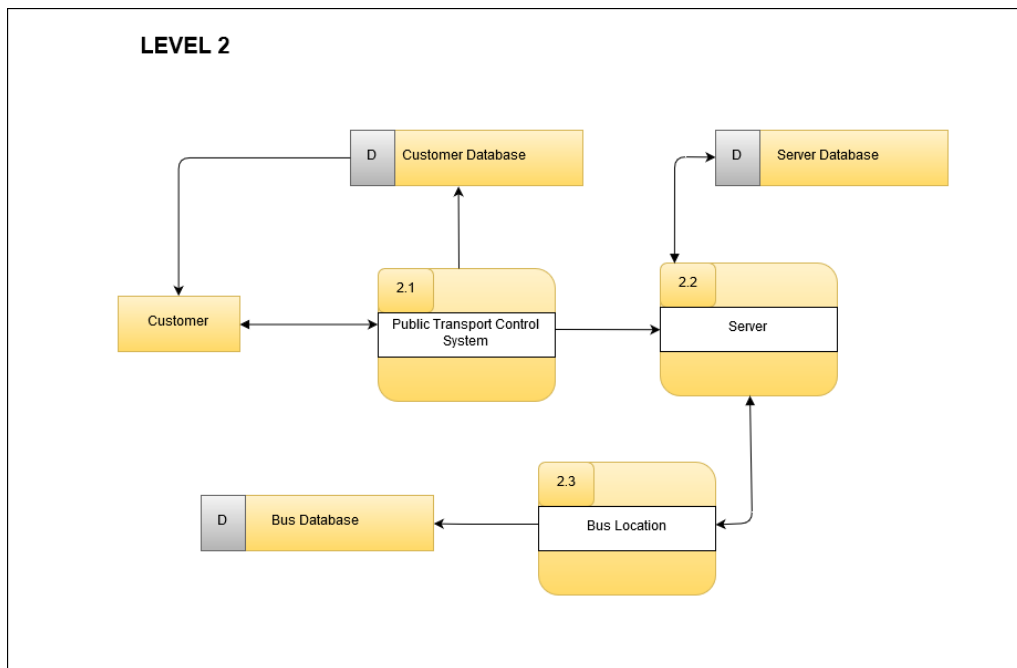 LEVEL 2
D
Customer Database
D
Server Database
2.1
2.2
Customer
Public Transport Control
System
Server
2.3
D
Bus Database
Bus Location